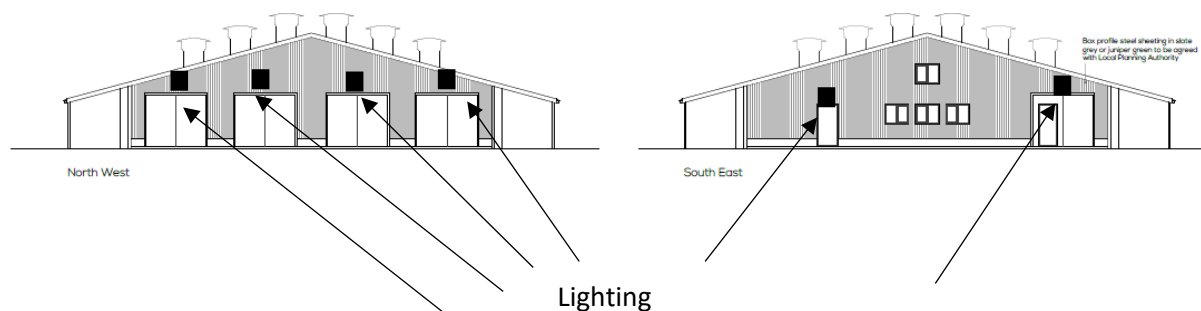 Box profile steel sheeting in slate
grey or juniper green to be agreed
with Local Planning Authority
North West
South East
Lighting